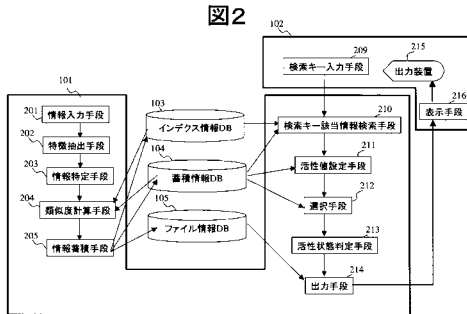 図2
102
209
検索キー入力手段
215
出力装置
216
表示手段
101
201
情報入力手段
202
特徴抽出手段
203
情報特定手段
204
類似度計算手段
205
情報蓄積手段
103
インデクス情報DB
104
蓄積情報DB
105
ファイル情報DB
210
検索キー該当情報検索手段
211
活性値設定手段
212
選択手段
213
活性状態判定手段
214
出力手段